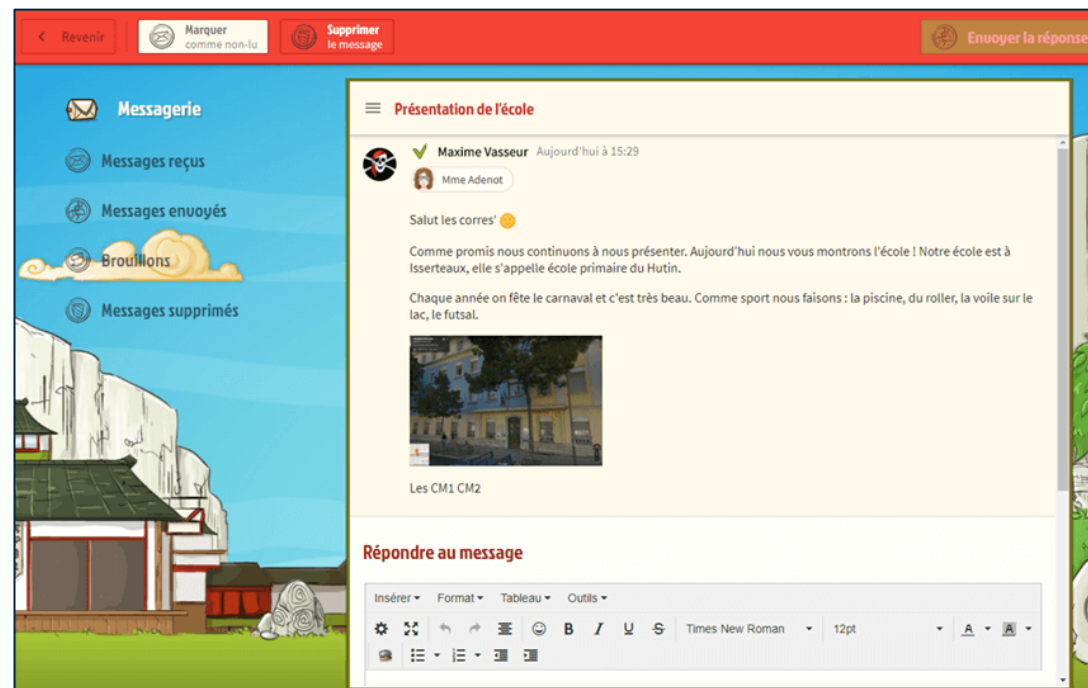 Revenir
Marquer
comme non-lu
Supprimer
le message
Envoyer la réponse
Messagerie
Messages reçus
Messages envoyés
Brouillons
Messages supprimés
Présentation de l'école
Maxime Vasseur Aujourd'hui à 15:29
Mme Adenot
Salut les corres'
Comme promis nous continuons à nous présenter. Aujourd'hui nous vous montrons l'école ! Notre école est à
Isserteaux, elle s'appelle école primaire du Hutin.
Chaque année on fête le carnaval et c'est très beau. Comme sport nous faisons : la piscine, du roller, la voile sur le
lac, le futsal.
Les CM1 CM2
Répondre au message
Insérer Format Tableau Outils
B I U S Times New Roman 12pt A A